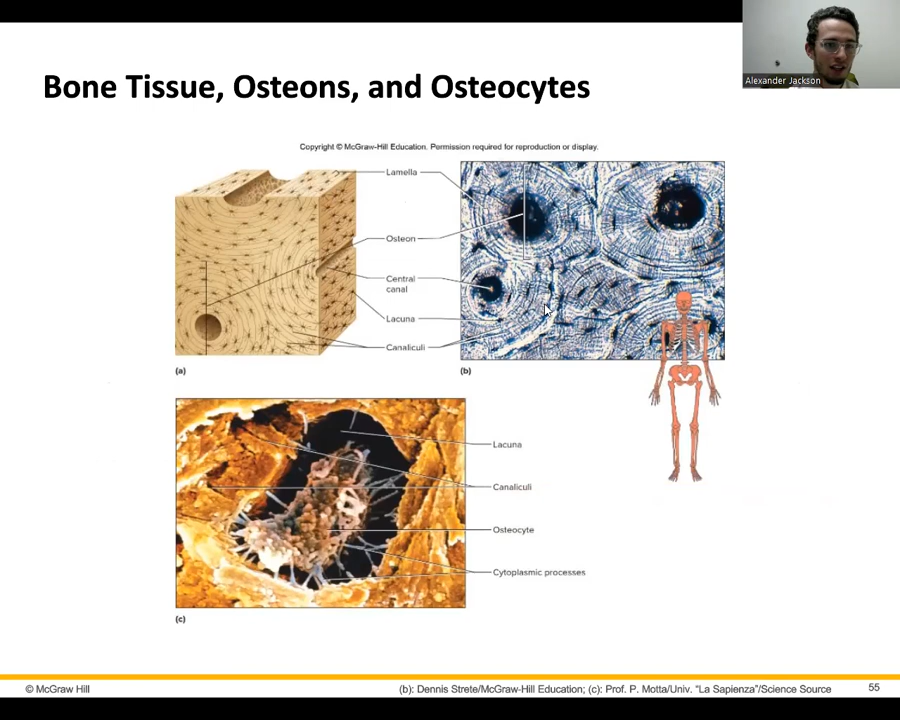 Alexander Jackson
Bone Tissue, Osteons, and Osteocytes
Copyright © McGraw-Hill Education. Permission required for reproduction or display.
Lamella
Osteon
Central
canal
Lacuna
Canaliculi
(a)
(b)
Lacuna
Canaliculi
Osteocyte
Cytoplasmic processes
(c)
© McGraw Hill
(b): Dennis Strete/McGraw-Hill Education; (c): Prof. P. Motta/Univ. “La Sapienza”/Science Source
55